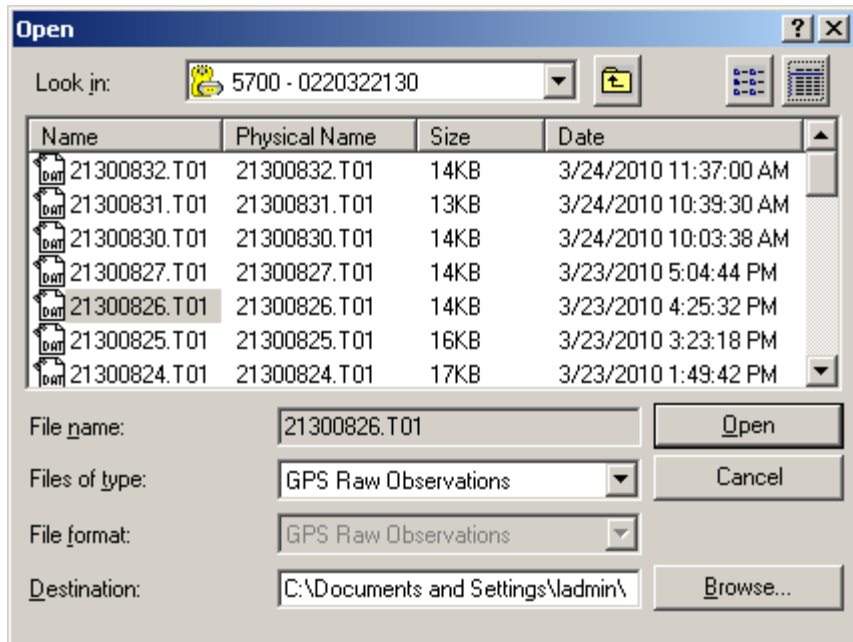 Open
Look in: 5700 - 0220322130
Name Physical Name Size Date
21300832.T01 21300832.T01 14KB 3/24/2010 11:37:00 AM
21300831.T01 21300831.T01 13KB 3/24/2010 10:39:30 AM
21300830.T01 21300830.T01 14KB 3/24/2010 10:03:38 AM
21300827.T01 21300827.T01 14KB 3/23/2010 5:04:44 PM
21300826.T01 21300826.T01 14KB 3/23/2010 4:25:32 PM
21300825.T01 21300825.T01 16KB 3/23/2010 3:23:18 PM
21300824.T01 21300824.T01 17KB 3/23/2010 1:49:42 PM
File name: 21300826.T01 Open
Files of type: GPS Raw Observations Cancel
File format: GPS Raw Observations
Destination: C:\Documents and Settings\ladmin\ Browse...